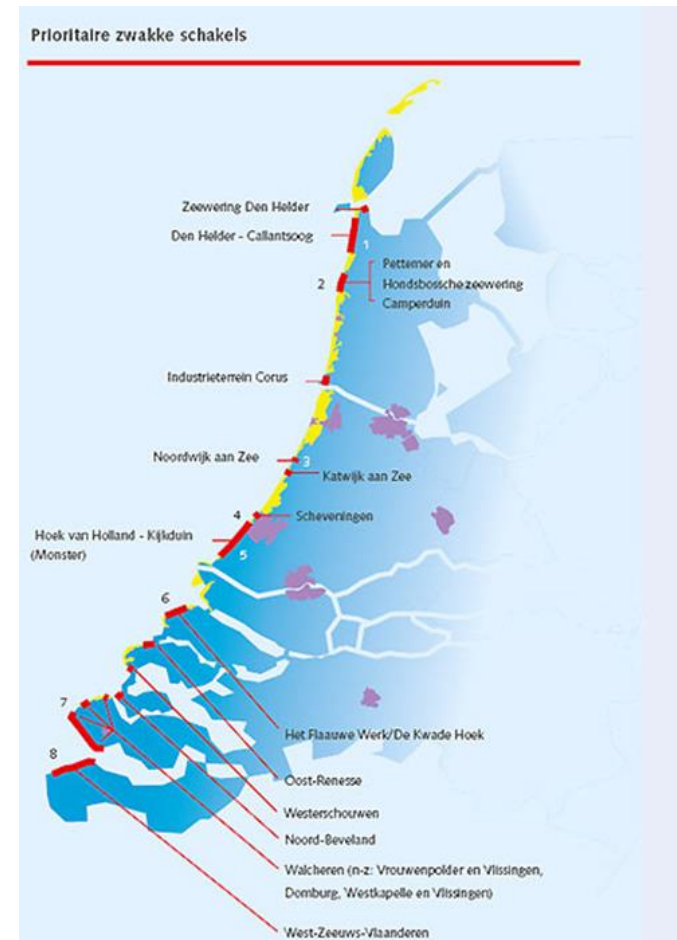 Prioritaire zwakke schakels
Zeewering Den Helder
Den Helder - Callantsoog
1
Pettemer en
2
Hondsbossche zeewering
Camperduin
Industrieterrein Corus
Noordwijk aan Zee
3
Katwijk aan Zee
4
Scheveningen
Hoek van Holland - Kijkduin
(Monster)
5
6
7
Het Flaauwe Werk/De Kwade Hoek
8
Oost-Renesse
Westerschouwen
Noord-Beveland
Walcheren (n-z: Vrouwenpolder en Vlissingen,
Domburg, Westkapelle en Vlissingen)
West-Zeeuws-Vlaanderen